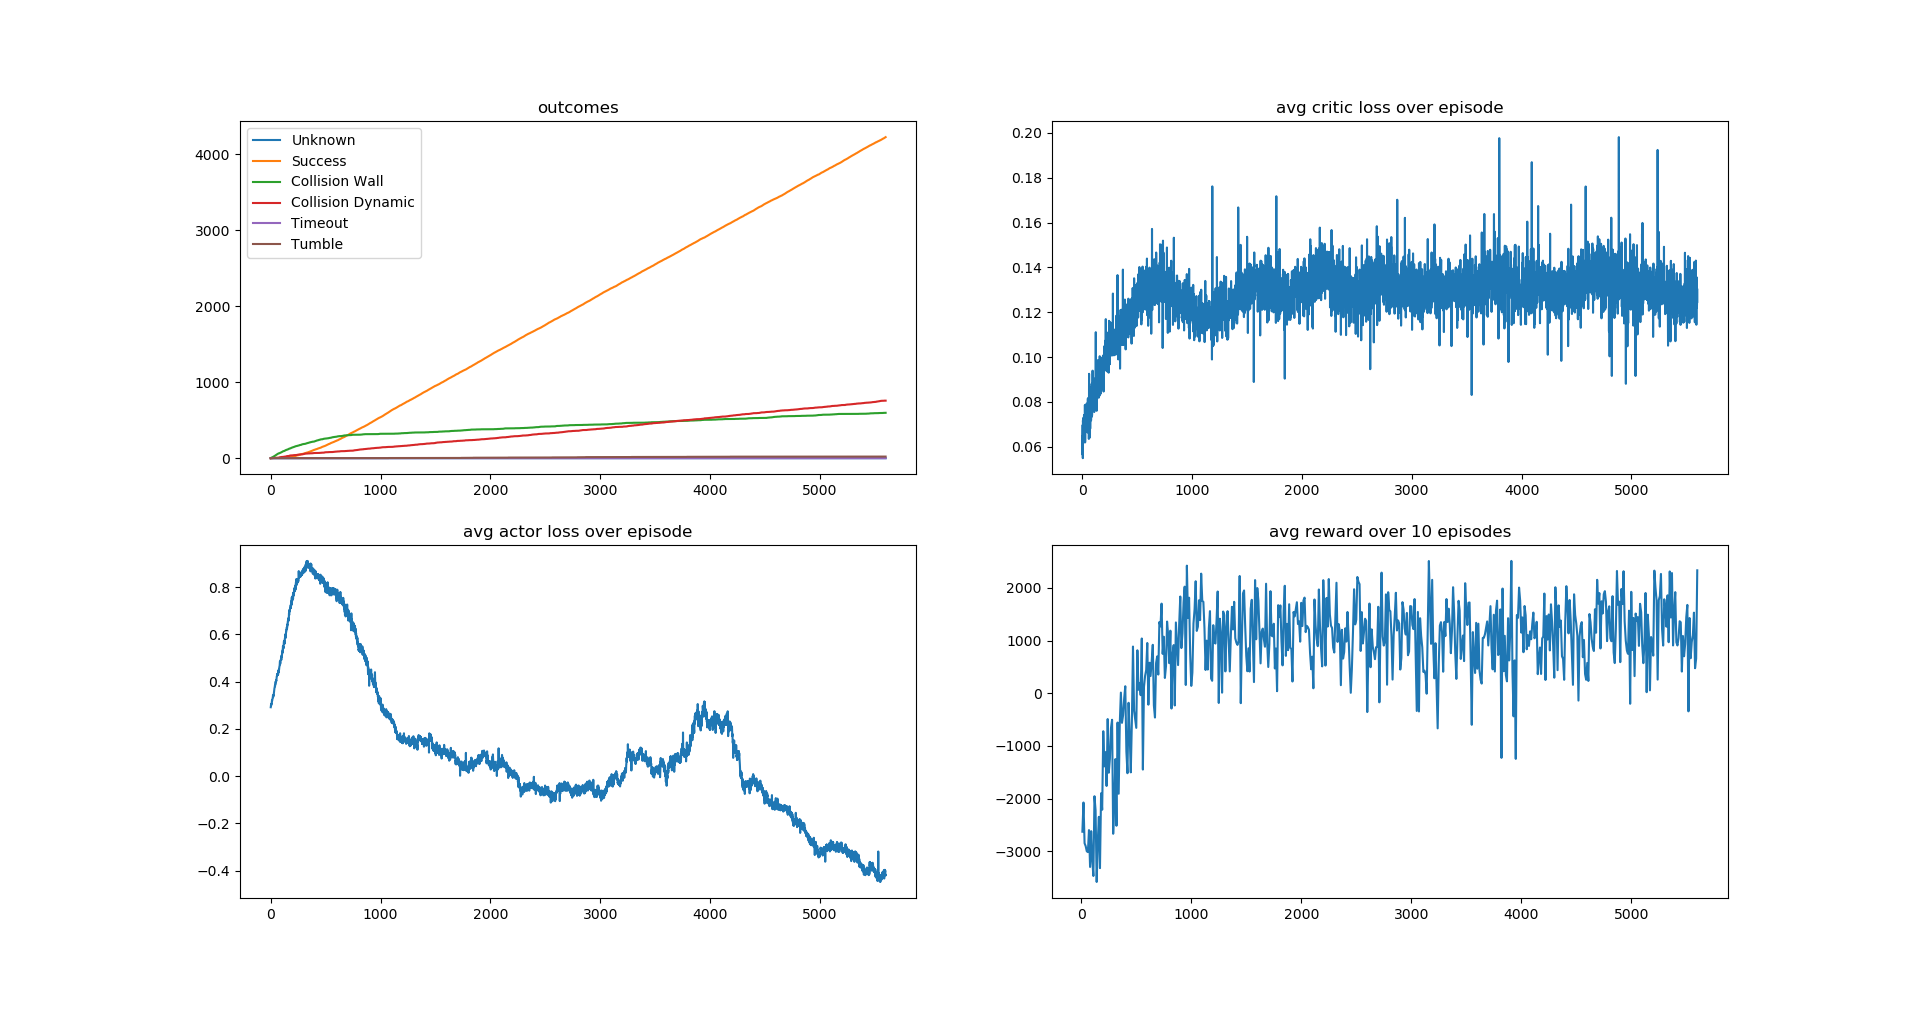 outcomes
4000
3000
2000
1000
0
Unknown
Success
Collision Wall
Collision Dynamic
Timeout
Tumble
0 1000 2000 3000 4000 5000
avg critic loss over episode
0.20
0.18
0.16
0.14
0.12
0.10
0.08
0.06
0 1000 2000 3000 4000 5000
avg actor loss over episode
0.8
0.6
0.4
0.2
0.0
−0.2
−0.4
0 1000 2000 3000 4000 5000
avg reward over 10 episodes
2000
1000
0
−1000
−2000
−3000
0 1000 2000 3000 4000 5000